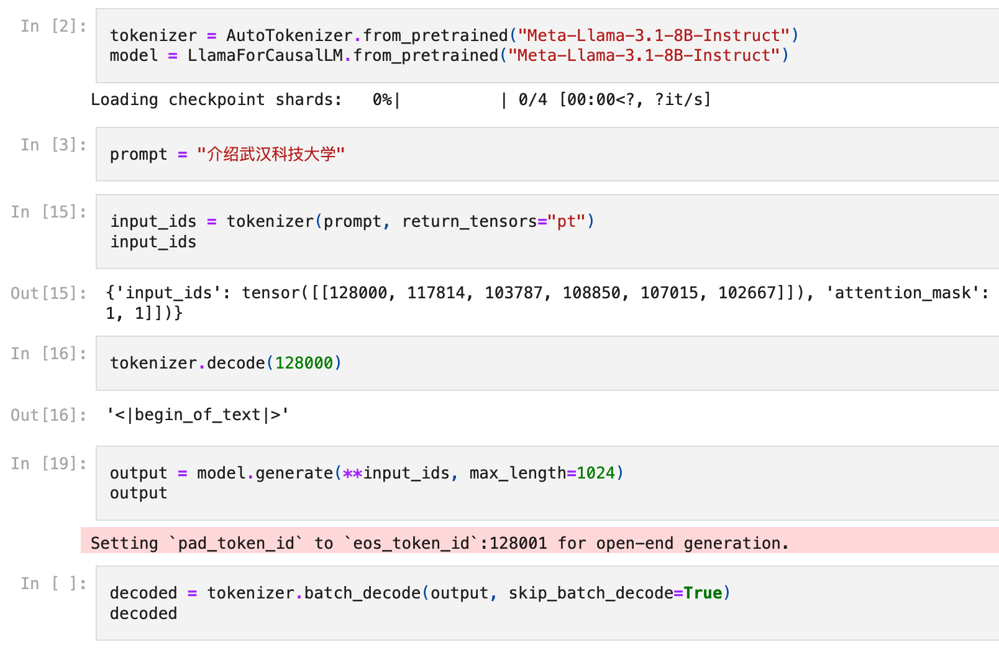 In [2]:
tokenizer = AutoTokenizer.from_pretrained("Meta-Llama-3.1-8B-Instruct")
model = LlamaForCausalLM.from_pretrained("Meta-Llama-3.1-8B-Instruct")
Loading checkpoint shards:   0%|          | 0/4 [00:00<?, ?it/s]
In [3]:
prompt = "介绍武汉科技大学"
In [15]:
input_ids = tokenizer(prompt, return_tensors="pt")
input_ids
Out[15]:
{'input_ids': tensor([[128000, 117814, 103787, 108850, 107015, 102667]]), 'attention_mask':
1, 1]])}
In [16]:
tokenizer.decode(128000)
Out[16]:
'<|begin_of_text|>'
In [19]:
output = model.generate(**input_ids, max_length=1024)
output
Setting `pad_token_id` to `eos_token_id`:128001 for open-end generation.
In [ ]:
decoded = tokenizer.batch_decode(output, skip_batch_decode=True)
decoded